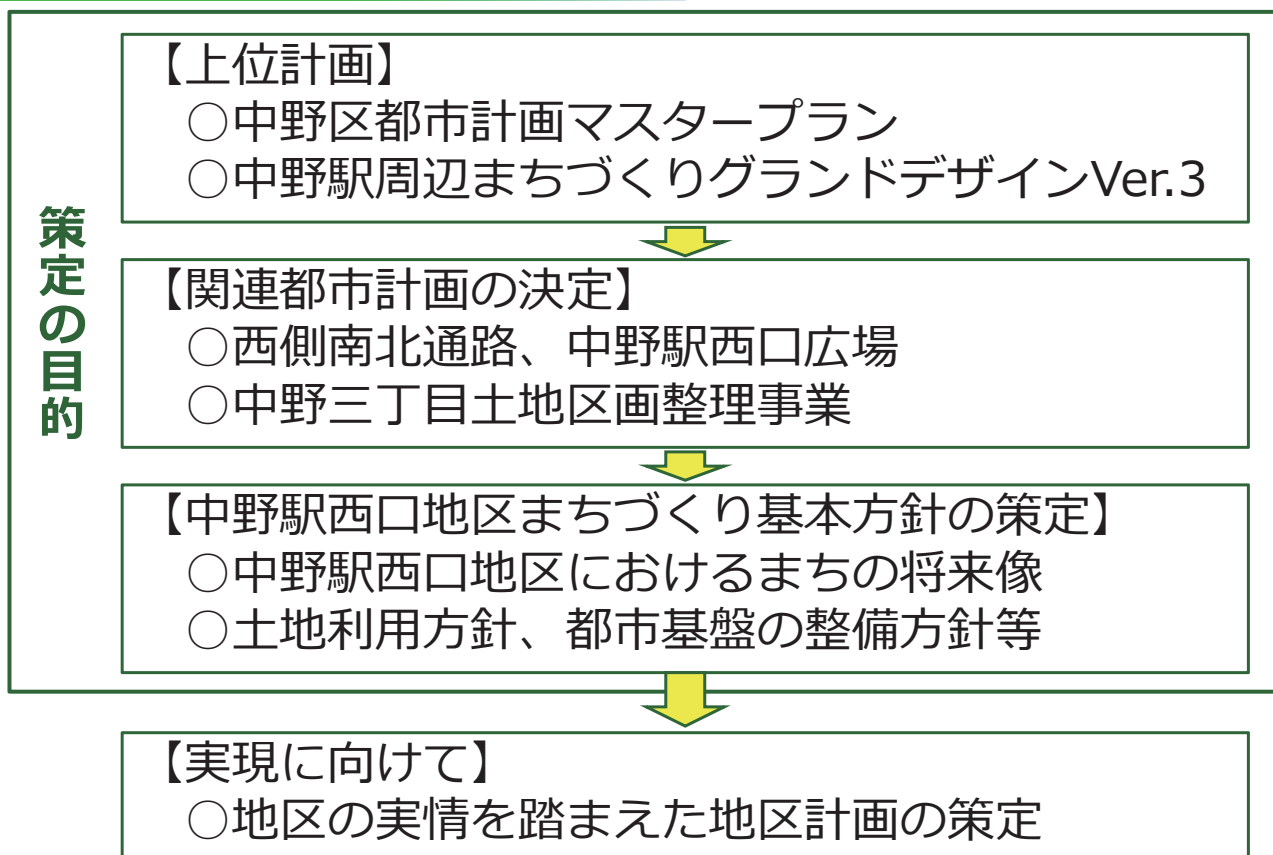 策定の目的
【上位計画】
○中野区都市計画マスタープラン
○中野駅周辺まちづくりグランドデザインVer.3
【関連都市計画の決定】
○西側南北通路、中野駅西口広場
○中野三丁目土地区画整理事業
【中野駅西口地区まちづくり基本方針の策定】
○中野駅西口地区におけるまちの将来像
○土地利用方針、都市基盤の整備方針等
【実現に向けて】
○地区の実情を踏まえた地区計画の策定